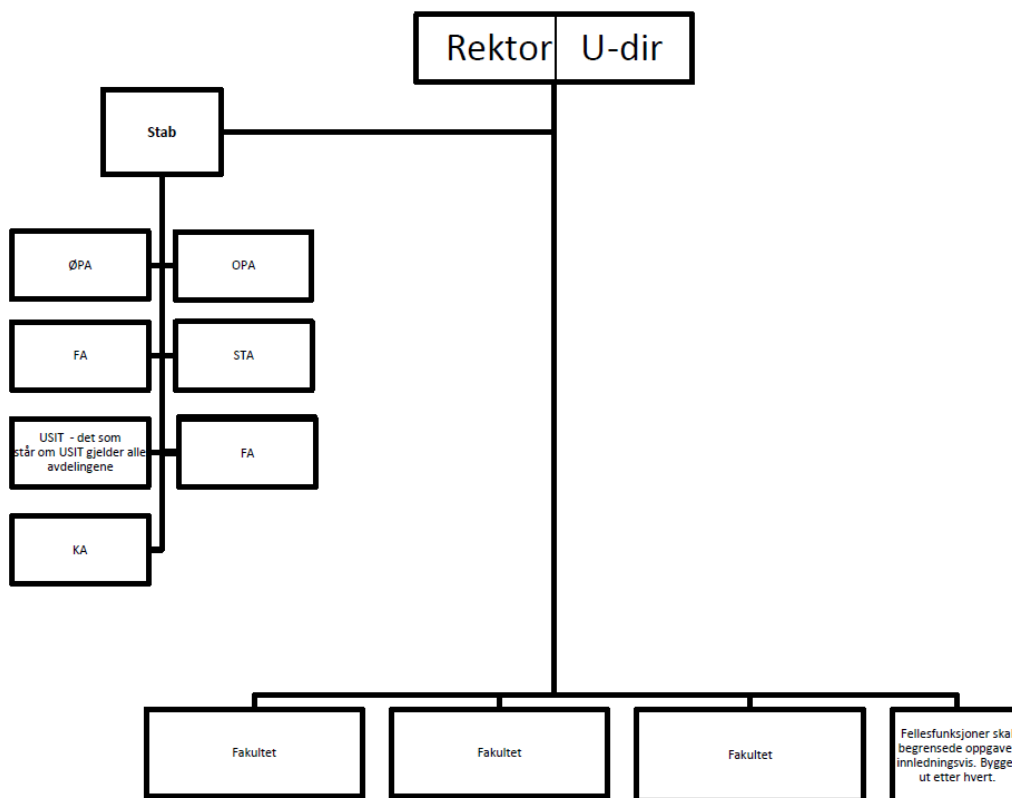 Rektor U-dir
Stab
ØPA
OPA
FA
STA
USIT - det som
står om USIT gjelder alle
avdelingene
FA
KA
Fakultet
Fakultet
Fakultet
Fellesfunksjoner skal
begrensede oppgave
innledningsvis. Bygge
ut etter hvert.